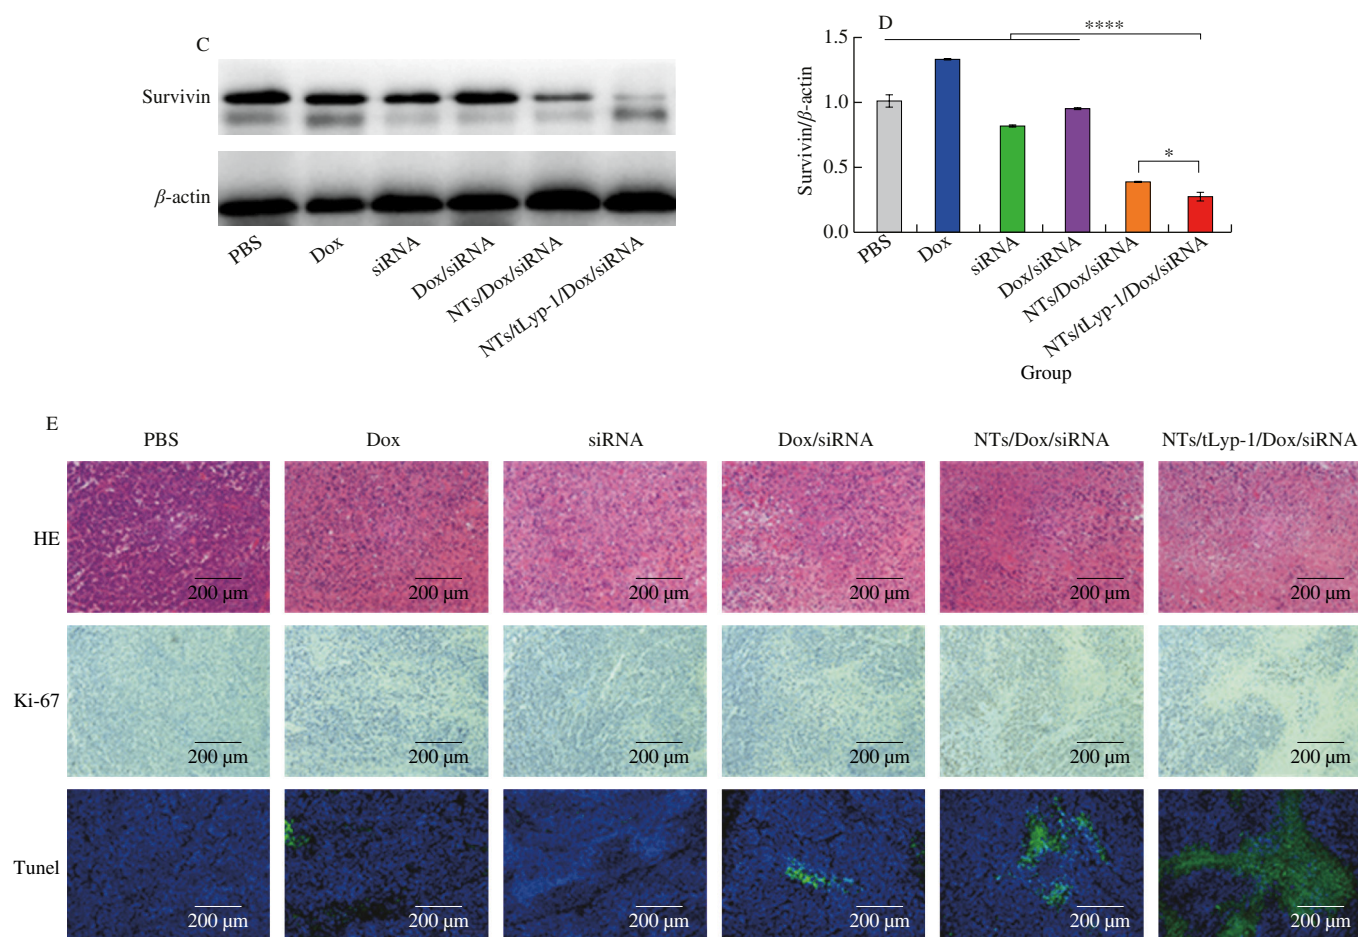 C
Survivin
β-actin
PBS
Dox
siRNA
Dox/siRNA
NTs/Dox/siRNA
NTs/tLyp-1/Dox/siRNA
D
****
*
Survivin/β-actin
1.5
1.0
0.5
0.0
PBS
Dox
siRNA
Dox/siRNA
NTs/Dox/siRNA
NTs/tLyp-1/Dox/siRNA
Group
E
PBS Dox siRNA Dox/siRNA NTs/Dox/siRNA NTs/tLyp-1/Dox/siRNA
HE
200 μm 200 μm 200 μm 200 μm 200 μm 200 μm
Ki-67
200 μm 200 μm 200 μm 200 μm 200 μm 200 μm
Tunel
200 μm 200 μm 200 μm 200 μm 200 μm 200 μm